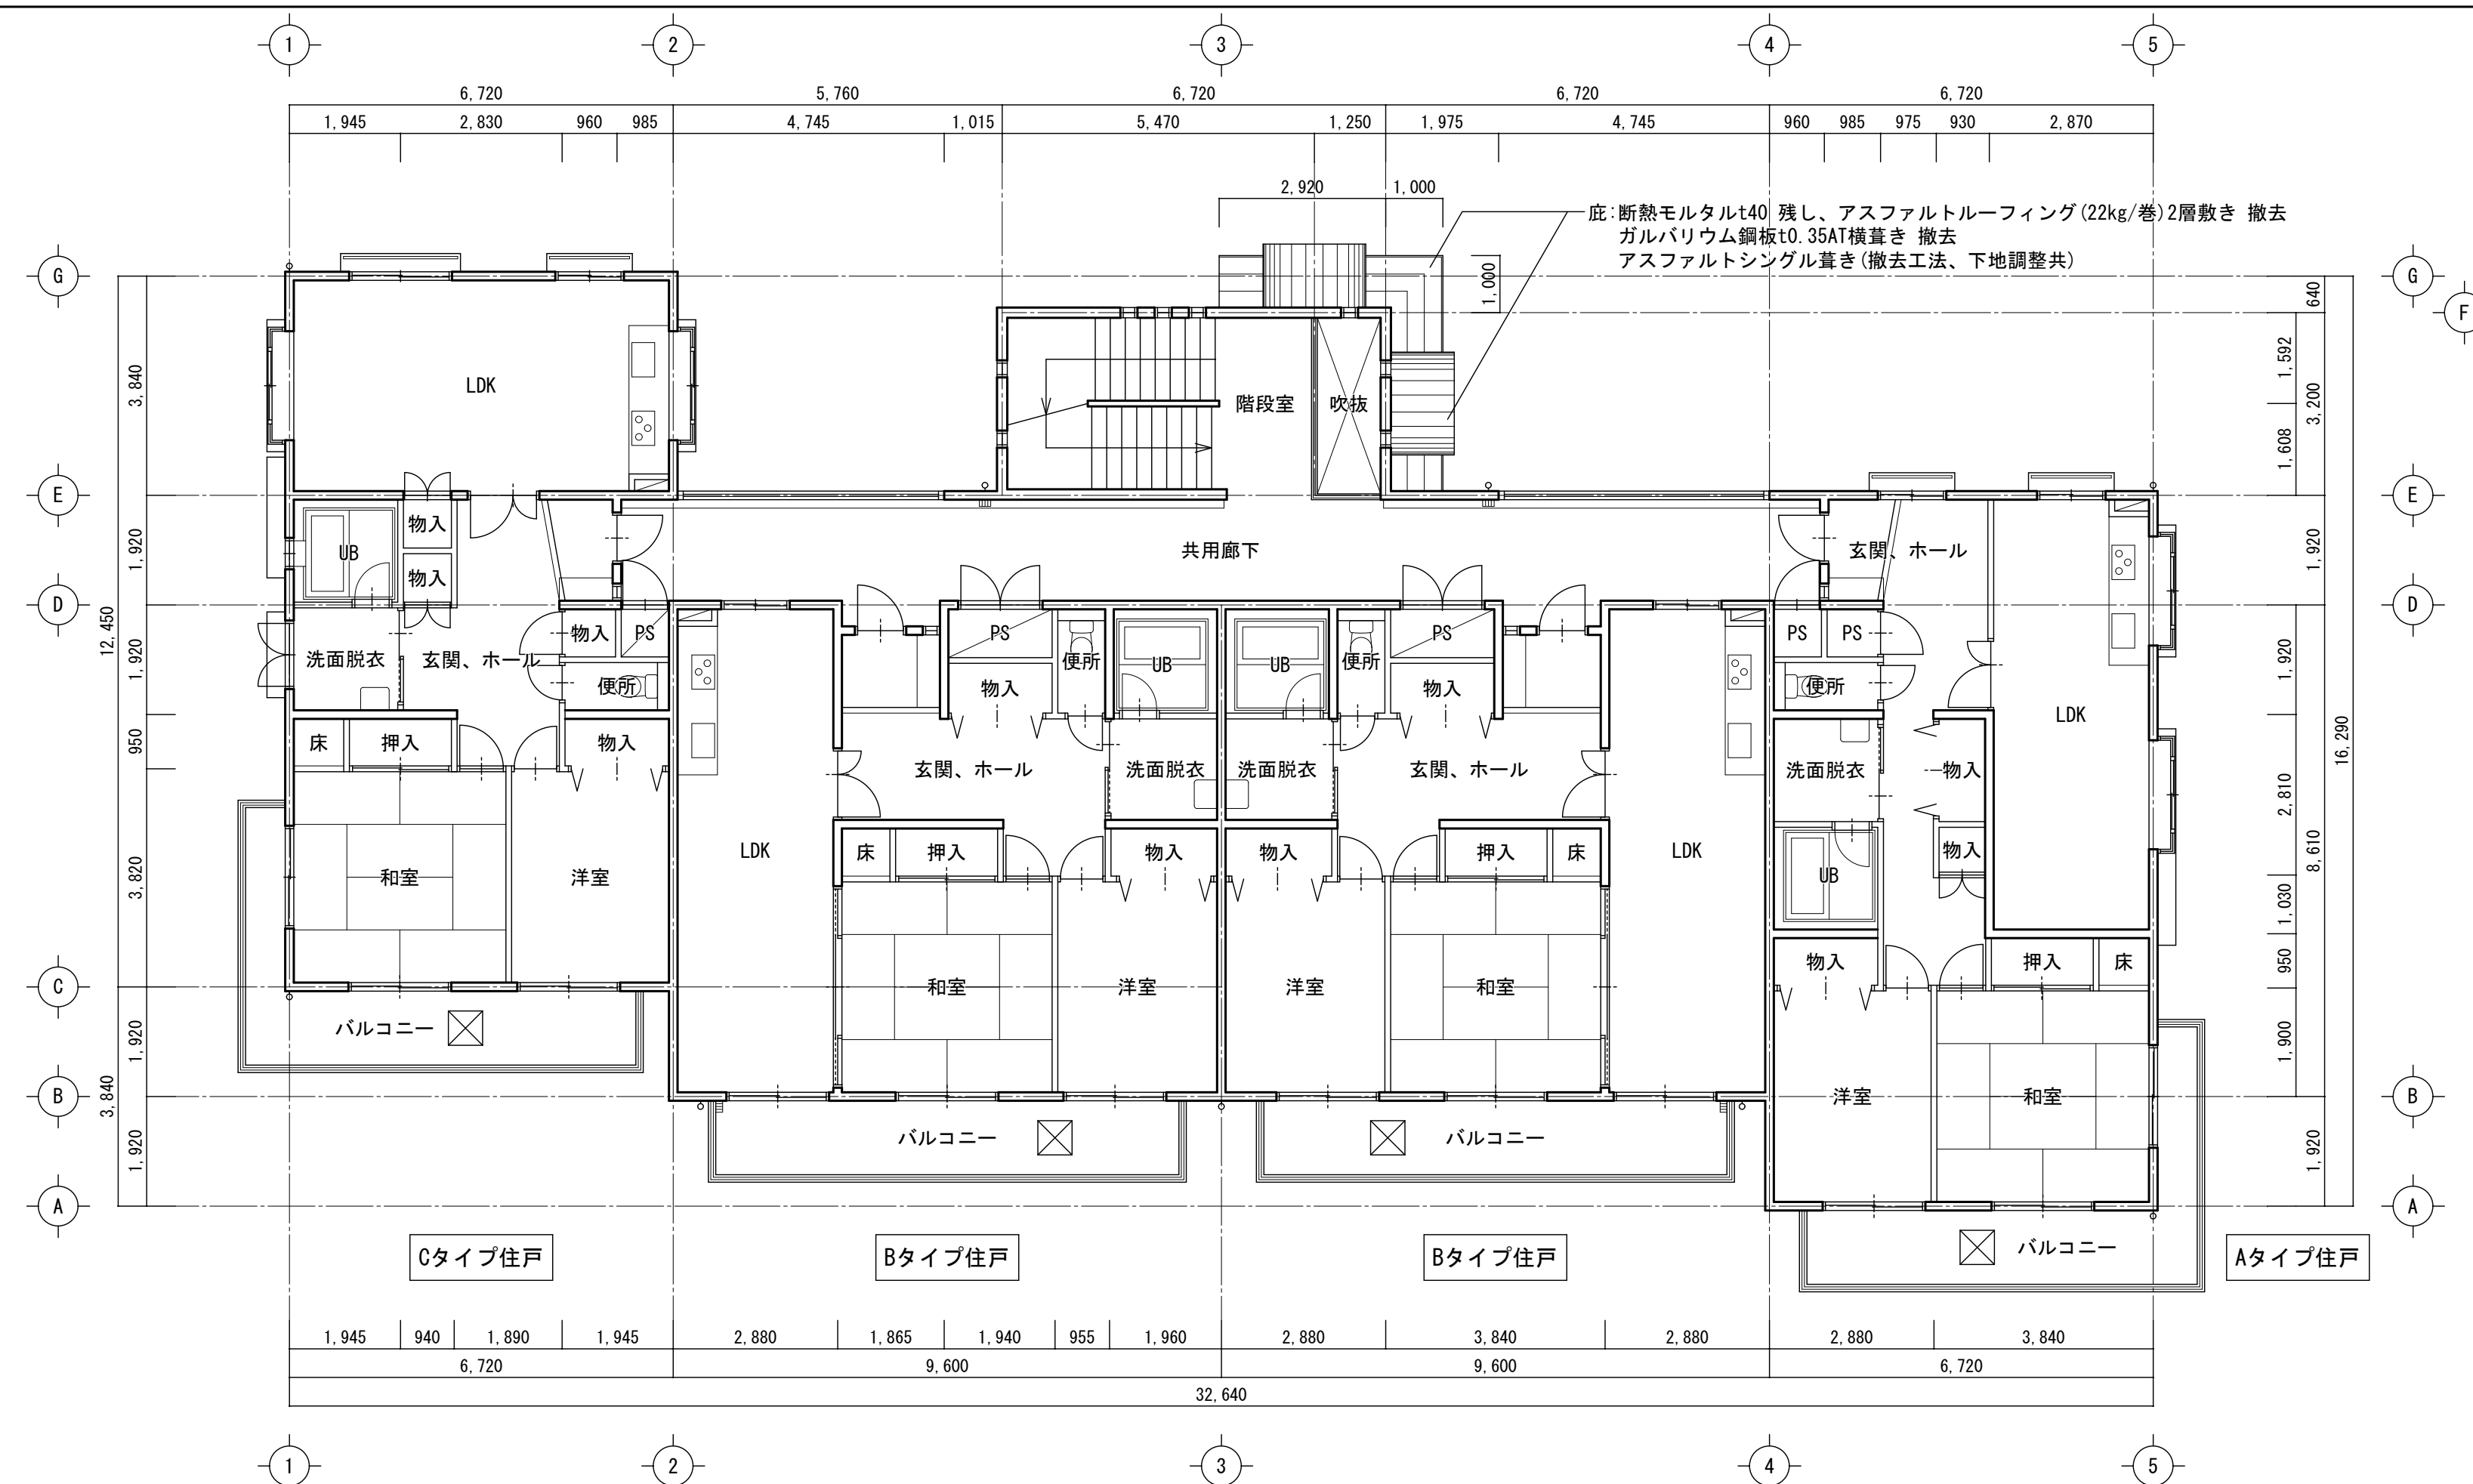 1 2 3 4 5
6,720 5,760 6,720 6,720 6,720
1,945 2,830 960 985 4,745 1,015 5,470 1,250 1,975 4,745 960 985 975 930 2,870
2,920 1,000
庇:断熱モルタルt40 残し、アスファルトルーフィング(22kg/巻)2層敷き 撤去
ガルバリウム鋼板t0.35AT横葺き 撤去
アスファルトシングル葺き(撤去工法、下地調整共)
1,000
G G
640
F
3,840
LDK
階段室 吹抜
1,592
3,200
1,608
E E
1,920
物入
UB
物入
共用廊下
玄関、ホール
1,920
D D
12,450
1,920
洗面脱衣 玄関、ホール 物入 PS
便所
PS 便所 UB UB 便所 PS
物入 物入
PS PS
便所
LDK
1,920
16,290
950
床 押入 物入
玄関、ホール 洗面脱衣 洗面脱衣 玄関、ホール
洗面脱衣 物入
2,810
8,610
3,820
和室 洋室
LDK 床 押入 物入 物入 押入 床 LDK
物入
UB
1,030
950
物入 押入 床
C C
和室 洋室 洋室 和室
1,920
バルコニー
1,900
B B
3,840
洋室 和室
1,920
バルコニー バルコニー
1,920
A A
Cタイプ住戸 Bタイプ住戸 Bタイプ住戸 バルコニー Aタイプ住戸
1,945 940 1,890 1,945 2,880 1,865 1,940 955 1,960 2,880 3,840 2,880 2,880 3,840
6,720 9,600 9,600 6,720
32,640
1 2 3 4 5